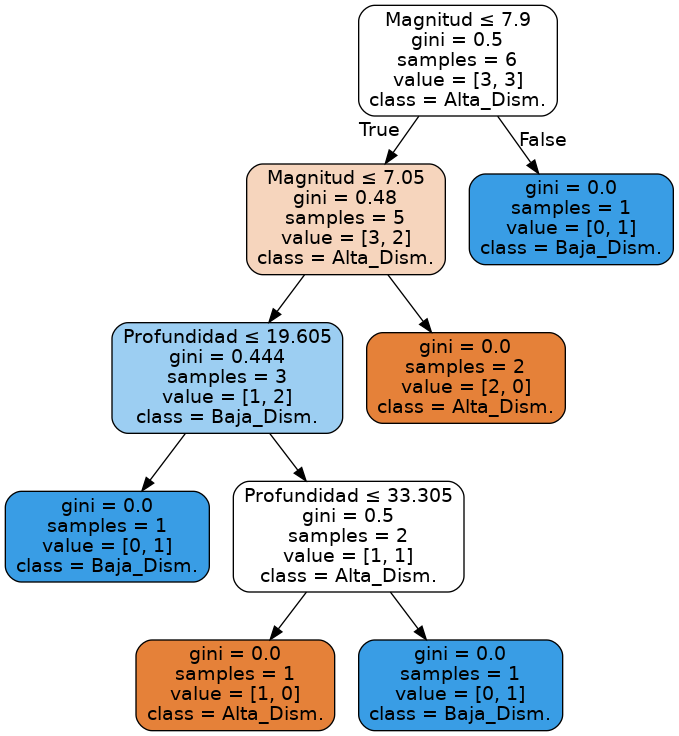 Magnitud ≤ 7.9
gini = 0.5
samples = 6
value = [3, 3]
class = Alta_Dism.
True
False
Magnitud ≤ 7.05
gini = 0.48
samples = 5
value = [3, 2]
class = Alta_Dism.
gini = 0.0
samples = 1
value = [0, 1]
class = Baja_Dism.
Profundidad ≤ 19.605
gini = 0.444
samples = 3
value = [1, 2]
class = Baja_Dism.
gini = 0.0
samples = 2
value = [2, 0]
class = Alta_Dism.
gini = 0.0
samples = 1
value = [0, 1]
class = Baja_Dism.
Profundidad ≤ 33.305
gini = 0.5
samples = 2
value = [1, 1]
class = Alta_Dism.
gini = 0.0
samples = 1
value = [1, 0]
class = Alta_Dism.
gini = 0.0
samples = 1
value = [0, 1]
class = Baja_Dism.